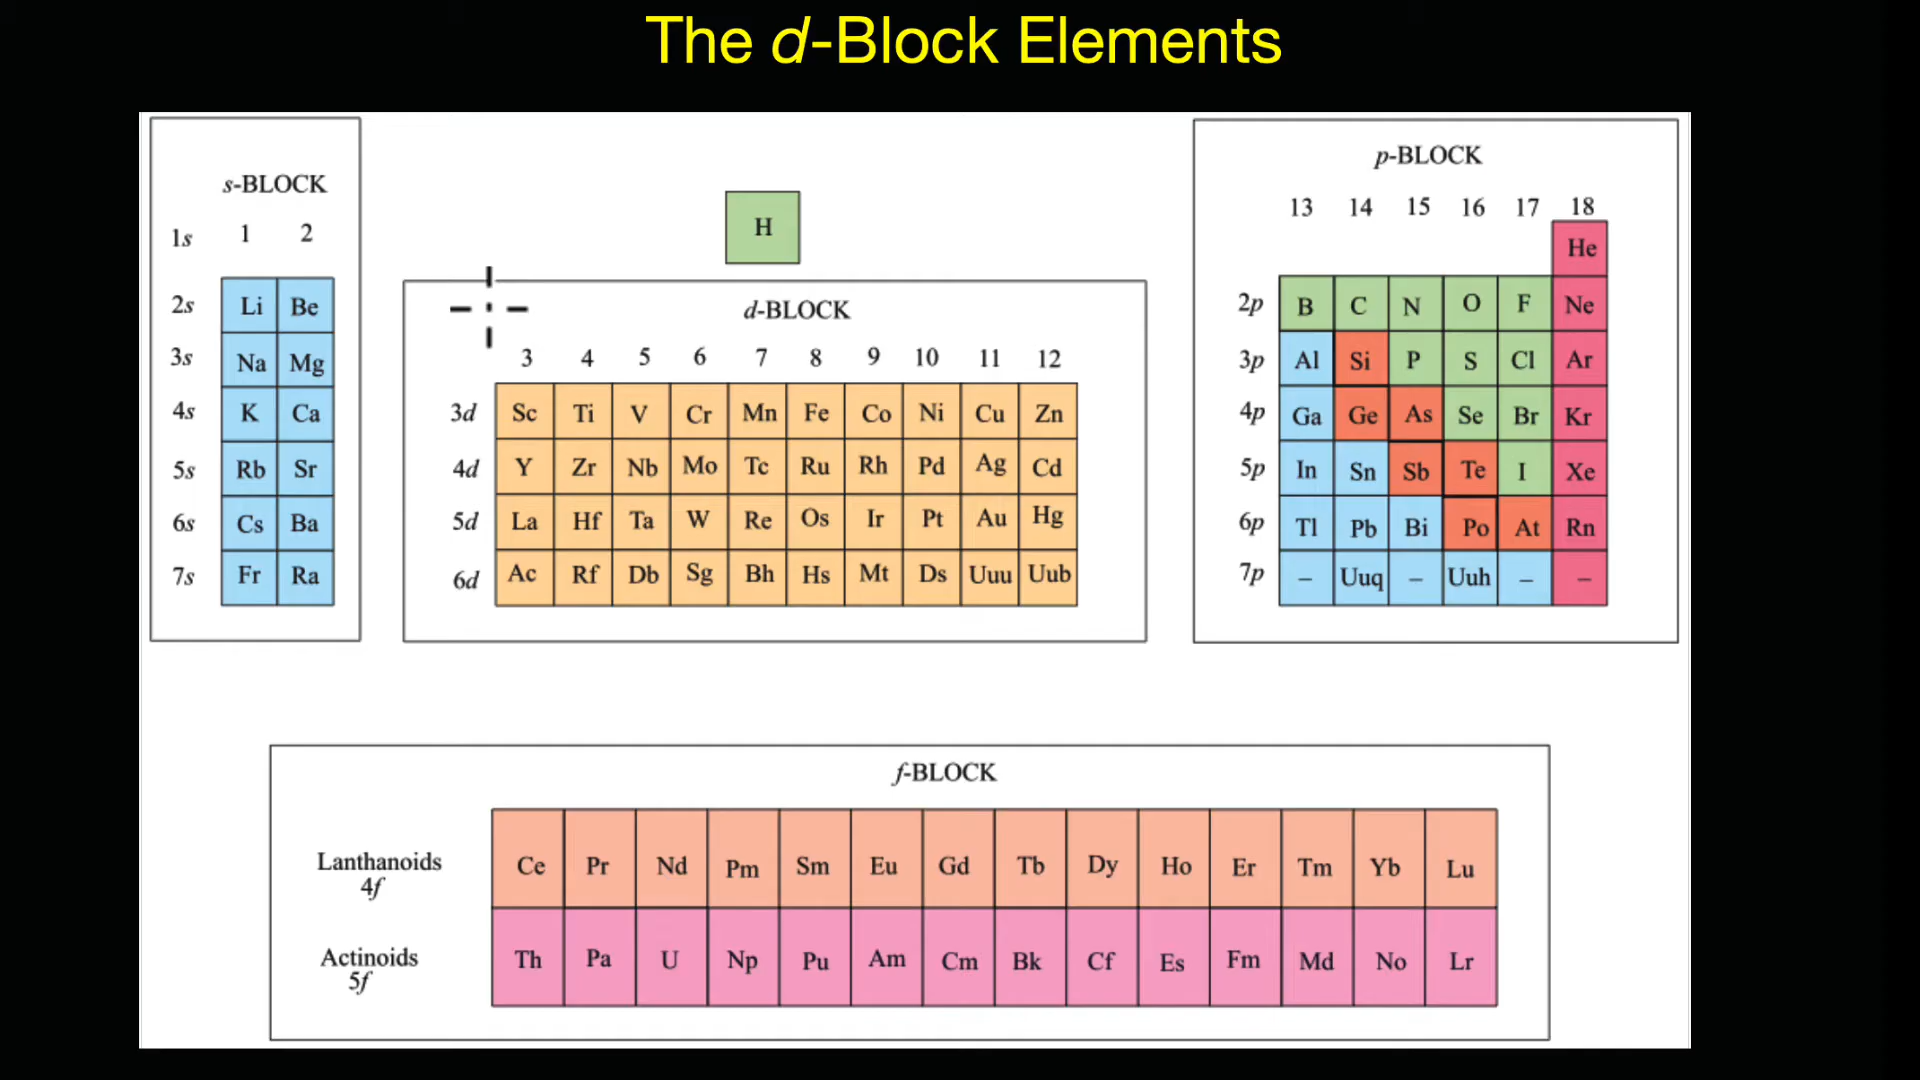 The d-Block Elements
s-BLOCK
1s 1 2
2s Li Be
3s Na Mg
4s K Ca
5s Rb Sr
6s Cs Ba
7s Fr Ra
H
d-BLOCK
3 4 5 6 7 8 9 10 11 12
3d Sc Ti V Cr Mn Fe Co Ni Cu Zn
4d Y Zr Nb Mo Tc Ru Rh Pd Ag Cd
5d La Hf Ta W Re Os Ir Pt Au Hg
6d Ac Rf Db Sg Bh Hs Mt Ds Uuu Uub
p-BLOCK
13 14 15 16 17 18
He
2p B C N O F Ne
3p Al Si P S Cl Ar
4p Ga Ge As Se Br Kr
5p In Sn Sb Te I Xe
6p Tl Pb Bi Po At Rn
7p – Uuq – Uuh – –
f-BLOCK
Lanthanoids
4f
Ce Pr Nd Pm Sm Eu Gd Tb Dy Ho Er Tm Yb Lu
Actinoids
5f
Th Pa U Np Pu Am Cm Bk Cf Es Fm Md No Lr